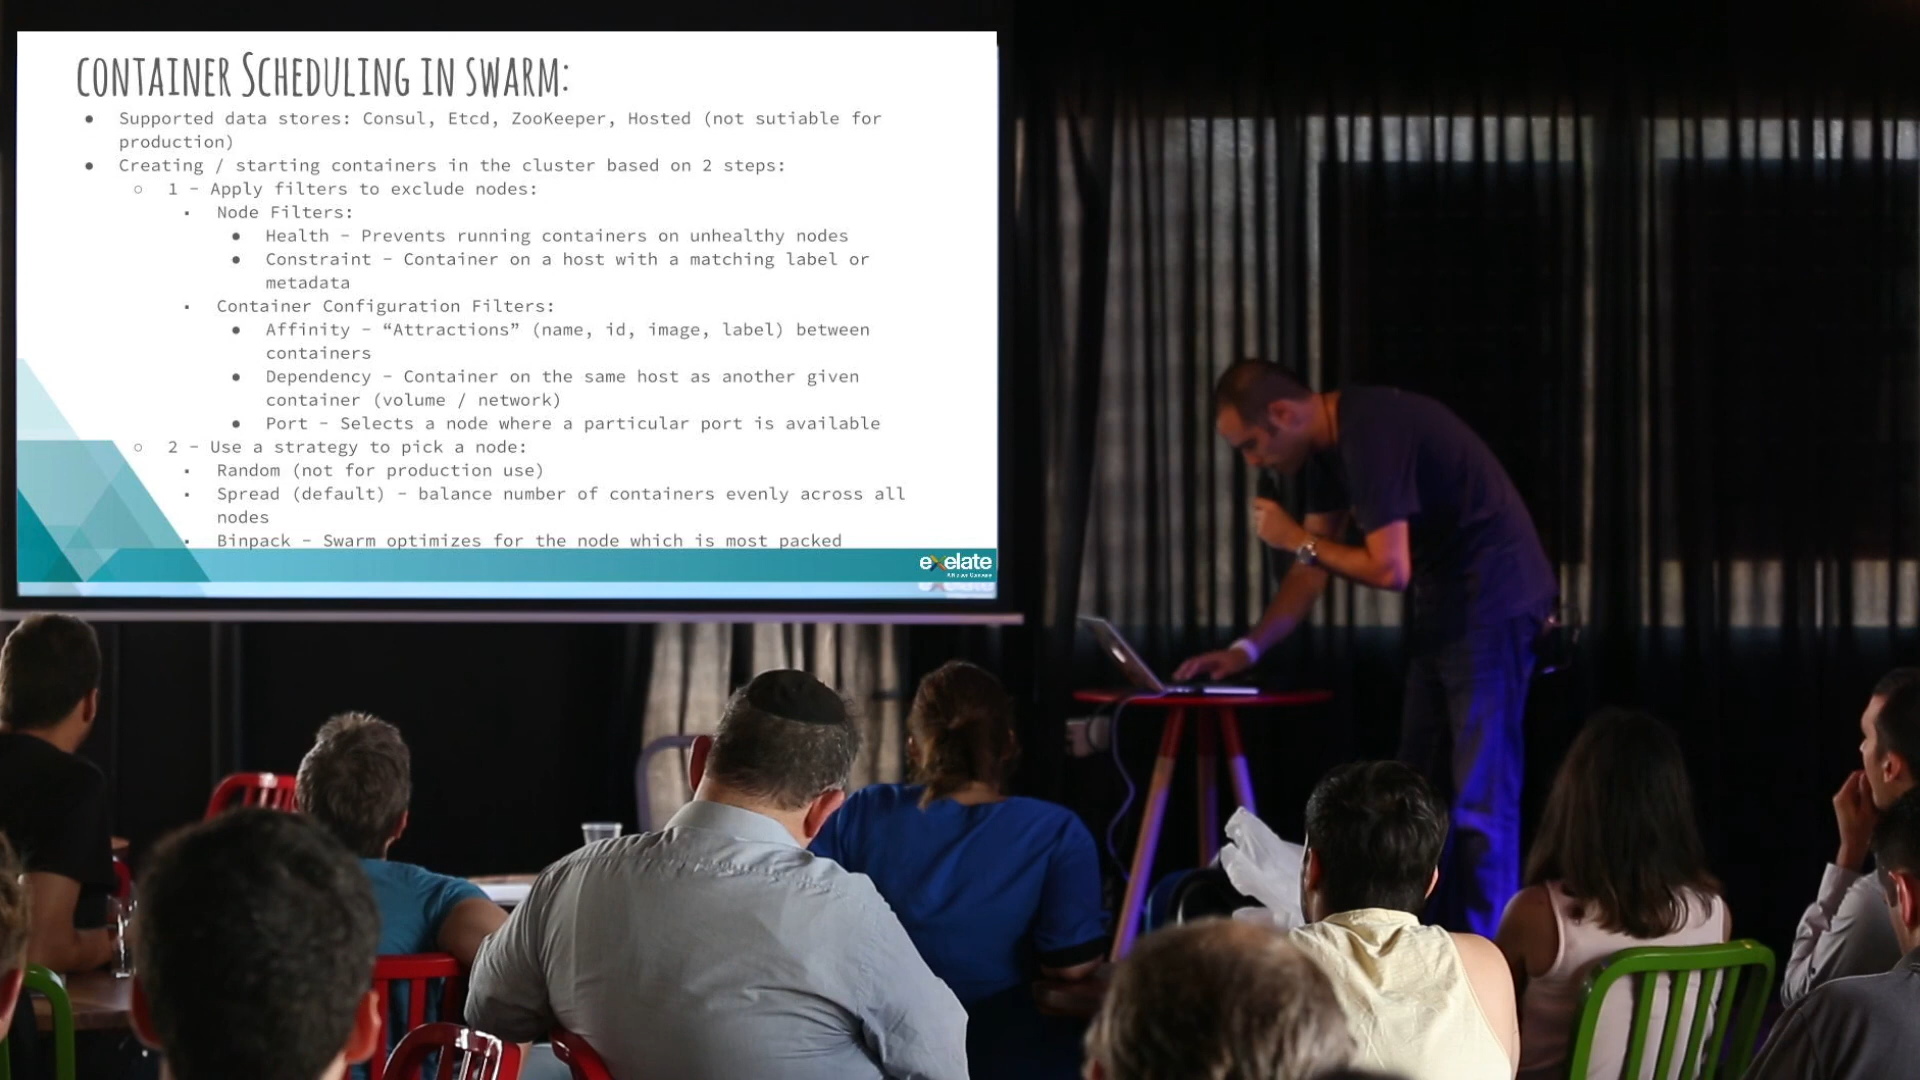 CONTAINER SCHEDULING IN SWARM:
● Supported data stores: Consul, Etcd, ZooKeeper, Hosted (not sutiable for
production)
● Creating / starting containers in the cluster based on 2 steps:
○ 1 - Apply filters to exclude nodes:
▪ Node Filters:
● Health - Prevents running containers on unhealthy nodes
● Constraint - Container on a host with a matching label or
metadata
▪ Container Configuration Filters:
● Affinity - “Attractions” (name, id, image, label) between
containers
● Dependency - Container on the same host as another given
container (volume / network)
● Port - Selects a node where a particular port is available
○ 2 - Use a strategy to pick a node:
▪ Random (not for production use)
▪ Spread (default) - balance number of containers evenly across all
nodes
▪ Binpack - Swarm optimizes for the node which is most packed
exelate